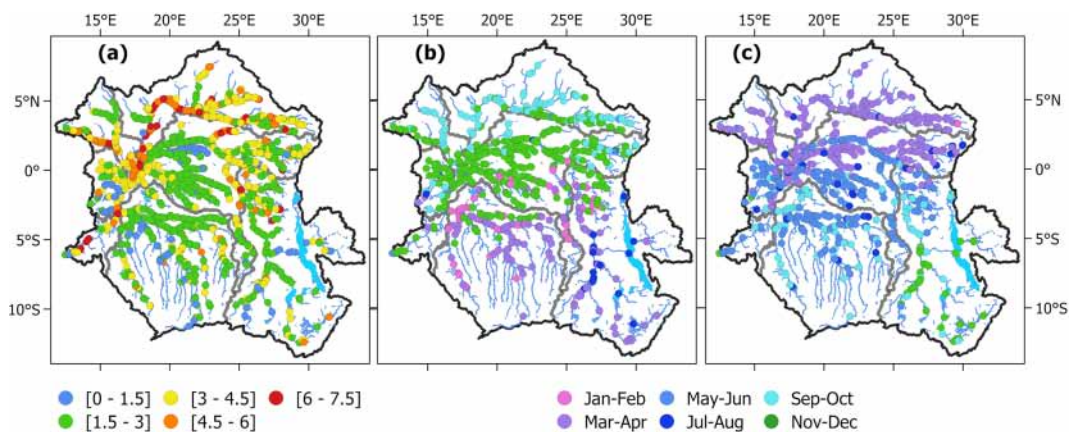 15°E 20°E 25°E 30°E 15°E 20°E 25°E 30°E 15°E 20°E 25°E 30°E
(a) (b) (c)
5°N 5°N
0° 0°
5°S 5°S
10°S 10°S
[0 - 1.5] [3 - 4.5] [6 - 7.5] Jan-Feb May-Jun Sep-Oct
[1.5 - 3] [4.5 - 6] Mar-Apr Jul-Aug Nov-Dec